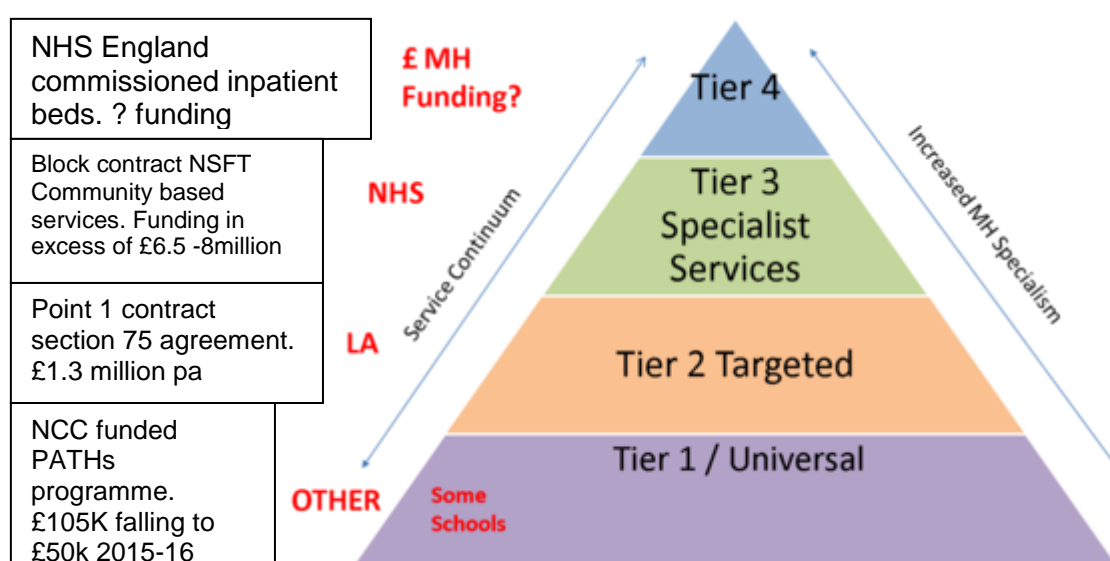 NHS England
commissioned inpatient
beds. ? funding
Block contract NSFT
Community based
services. Funding in
excess of £6.5 -8million
Point 1 contract
section 75 agreement.
£1.3 million pa
NCC funded
PATHs
programme.
£105K falling to
£50k 2015-16
£ MH
Funding?
NHS
LA
OTHER
Some
Schools
Service Continuum
Tier 4
Tier 3
Specialist
Services
Tier 2 Targeted
Tier 1 / Universal
Increased MH Specialism